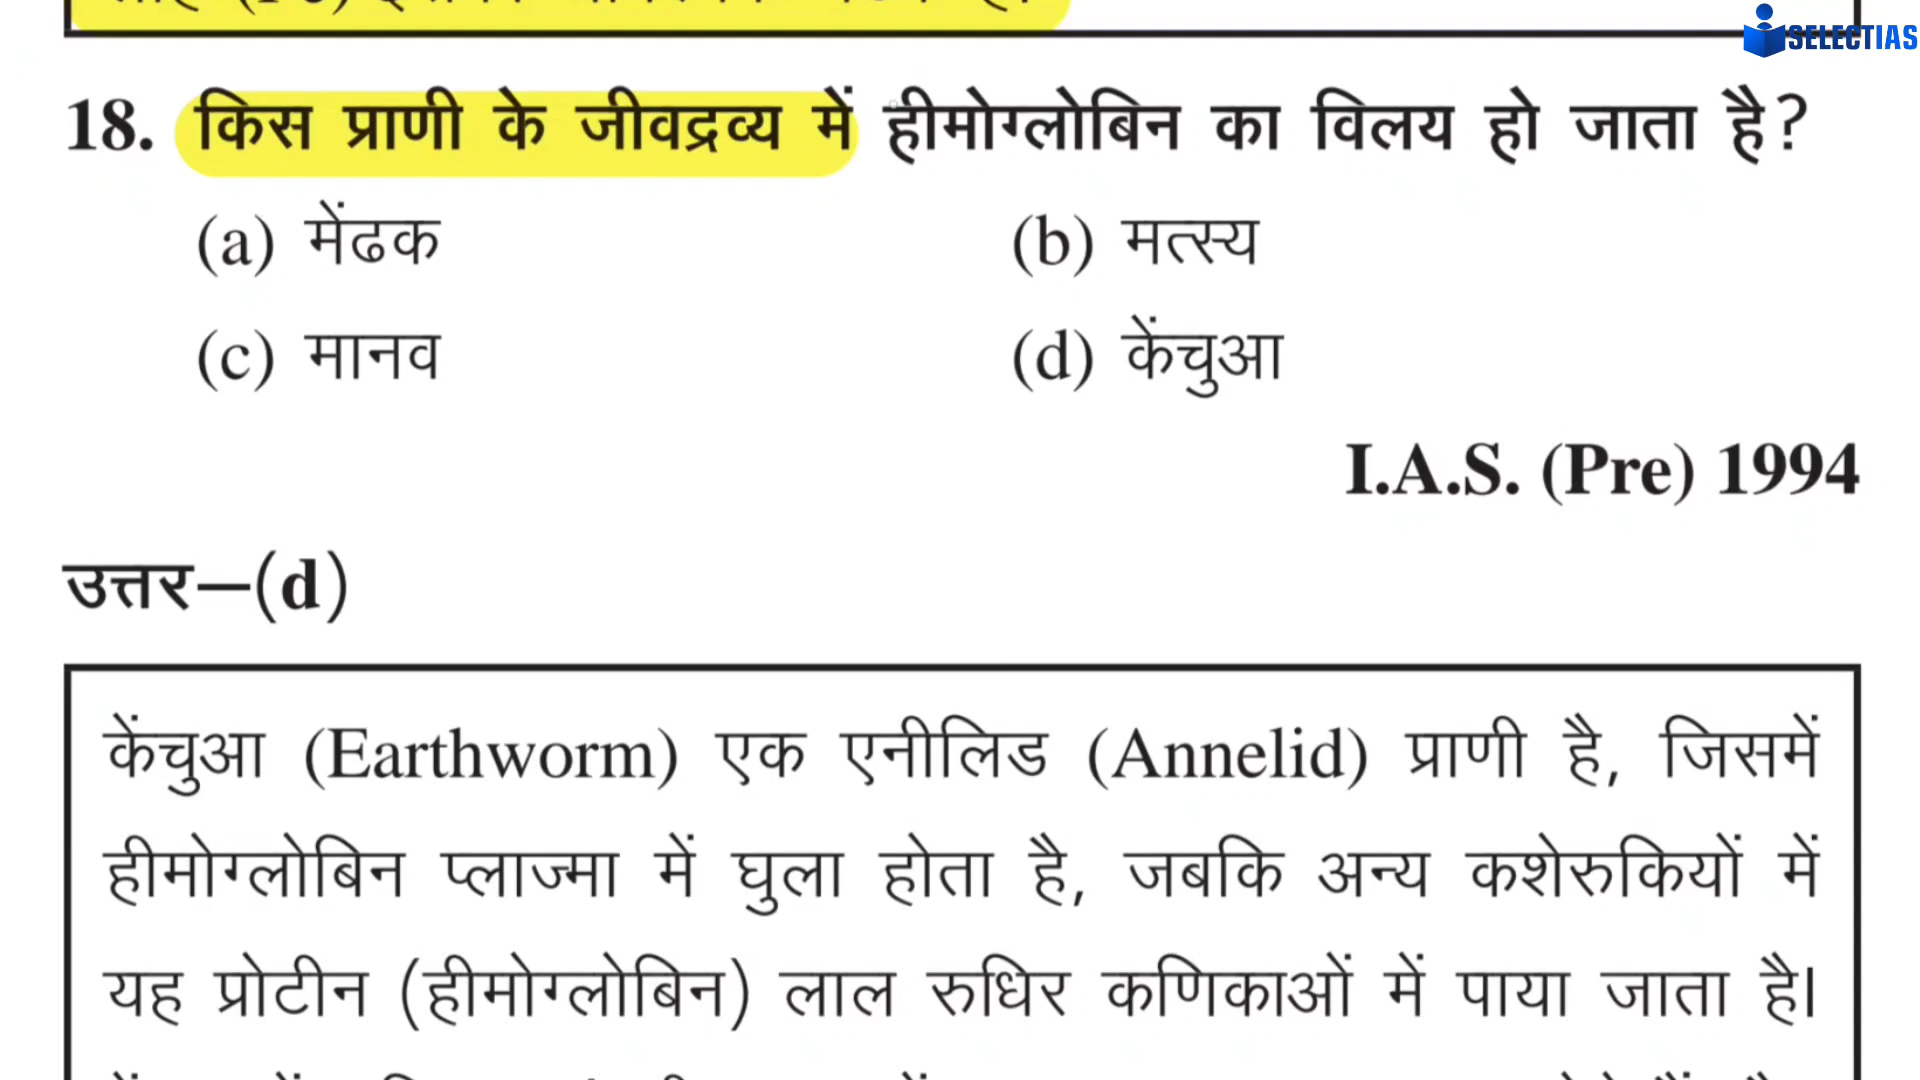 SELECTIAS
18. किस प्राणी के जीवद्रव्य में हीमोग्लोबिन का विलय हो जाता है?
(a) मेंढक (b) मत्स्य
(c) मानव (d) केंचुआ
I.A.S. (Pre) 1994
उत्तर—(d)
केंचुआ (Earthworm) एक एनीलिड (Annelid) प्राणी है, जिसमें
हीमोग्लोबिन प्लाज्मा में घुला होता है, जबकि अन्य कशेरुकियों में
यह प्रोटीन (हीमोग्लोबिन) लाल रुधिर कणिकाओं में पाया जाता है।